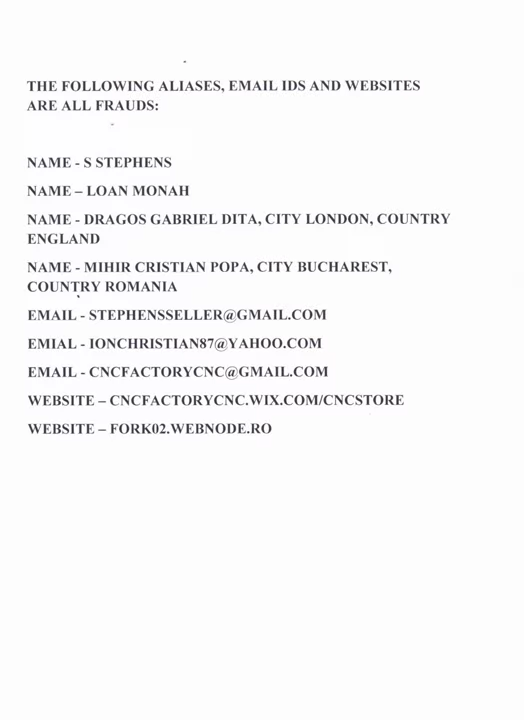 THE FOLLOWING ALIASES, EMAIL IDS AND WEBSITES
ARE ALL FRAUDS:
NAME - S STEPHENS
NAME – LOAN MONAH
NAME - DRAGOS GABRIEL DITA, CITY LONDON, COUNTRY
ENGLAND
NAME - MIHIR CRISTIAN POPA, CITY BUCHAREST,
COUNTRY ROMANIA
EMAIL - STEPHENSSELLER@GMAIL.COM
EMIAL - IONCHRISTIAN87@YAHOO.COM
EMAIL - CNCFACTORYCNC@GMAIL.COM
WEBSITE – CNCFACTORYCNC.WIX.COM/CNCSTORE
WEBSITE – FORK02.WEBNODE.RO